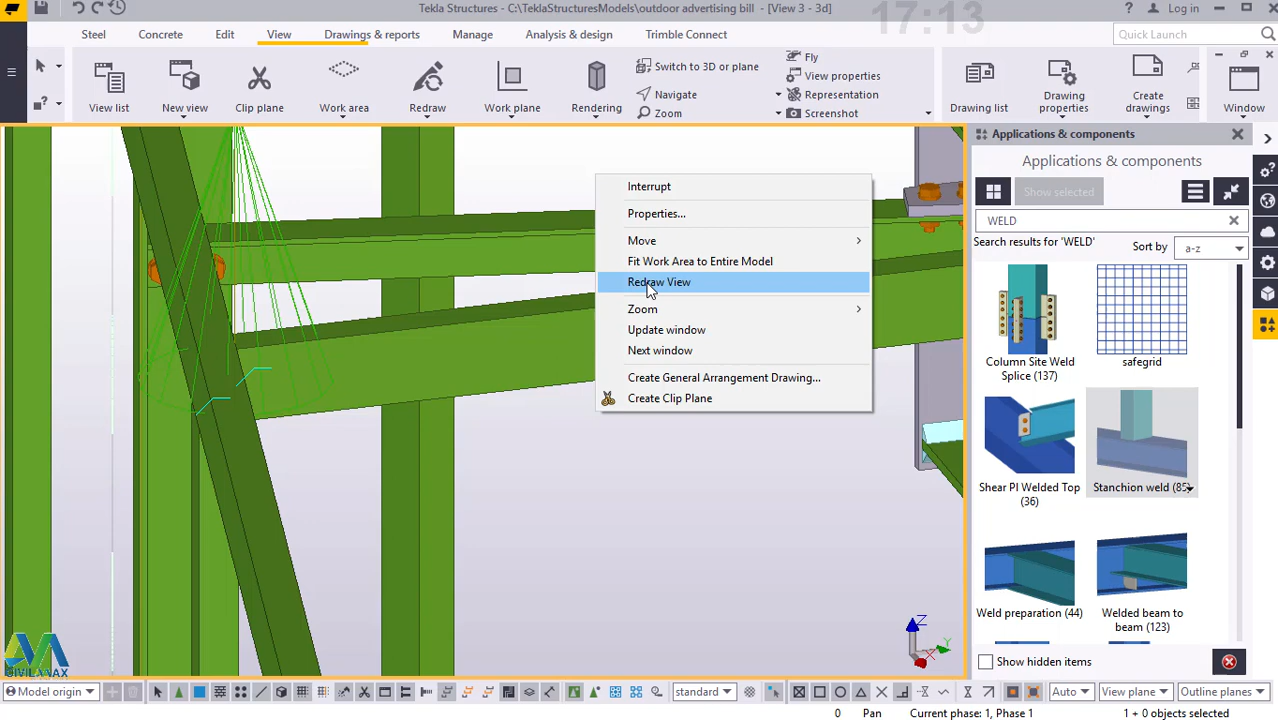 Tekla Structures - C:\TeklaStructuresModels\outdoor advertising bill - [View 3 - 3d]
17:13
Log in
Steel Concrete Edit View Drawings & reports Manage Analysis & design Trimble Connect
Quick Launch
Fly
Switch to 3D or plane
View properties
Navigate
Representation
Zoom
Screenshot
View list New view Clip plane Work area Redraw Work plane Rendering
Drawing list
Drawing properties
Create drawings
Window
Applications & components
Applications & components
Show selected
WELD
Search results for 'WELD'
Sort by
a-z
Interrupt
Properties...
Move
Fit Work Area to Entire Model
Redraw View
Zoom
Update window
Next window
Create General Arrangement Drawing...
Create Clip Plane
Column Site Weld
Splice (137)
safegrid
Shear Pl Welded Top
(36)
Stanchion weld (85)
Weld preparation (44)
Welded beam to
beam (123)
Z
Y
X
CIVIL MAX
Show hidden items
Model origin
standard
Auto
View plane
Outline planes
0
Pan
Current phase: 1, Phase 1
1 + 0 objects selected